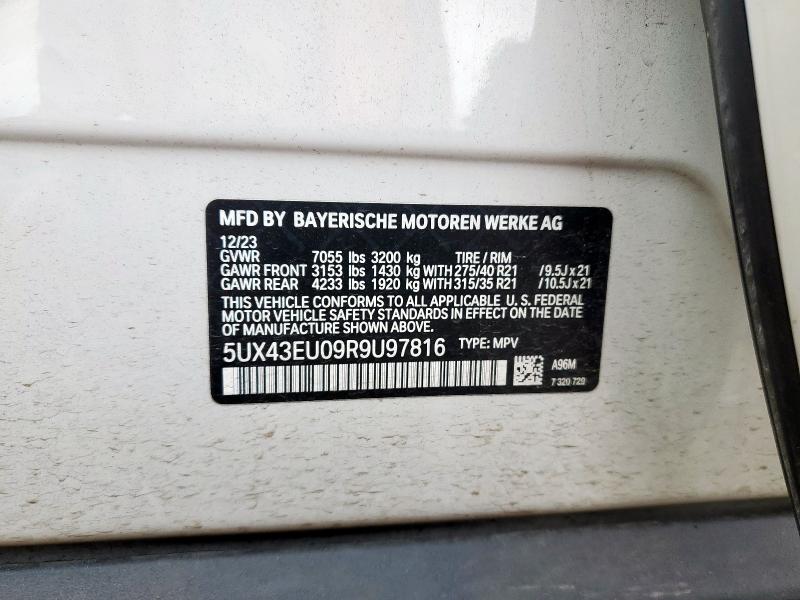 MFD BY BAYERISCHE MOTOREN WERKE AG
12/23
GVWR 7055 lbs 3200 kg TIRE / RIM
GAWR FRONT 3153 lbs 1430 kg WITH 275/40 R21 /9.5J x 21
GAWR REAR 4233 lbs 1920 kg WITH 315/35 R21 /10.5J x 21
THIS VEHICLE CONFORMS TO ALL APPLICABLE U. S. FEDERAL
MOTOR VEHICLE SAFETY STANDARDS IN EFFECT ON THE DATE
OF MANUFACTURE SHOWN ABOVE.
5UX43EU09R9U97816 TYPE: MPV
A96M
7 320 729